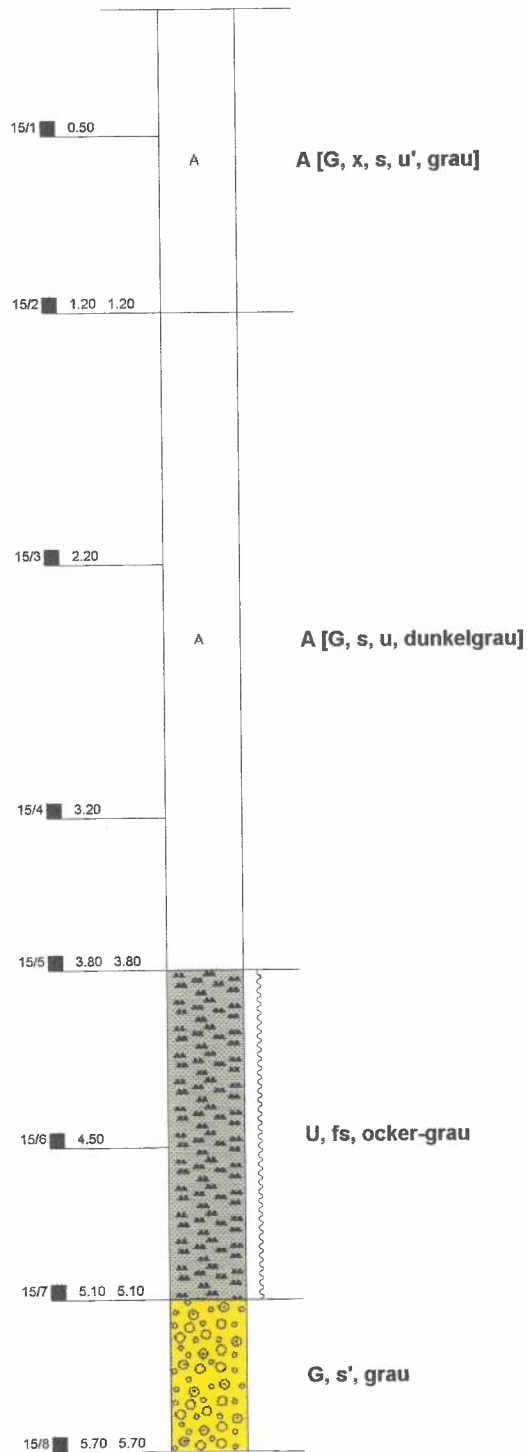 15/1 0.50
A A [G, x, s, u', grau]
15/2 1.20 1.20
15/3 2.20
A A [G, s, u, dunkelgrau]
15/4 3.20
15/5 3.80 3.80
15/6 4.50 U, fs, ocker-grau
15/7 5.10 5.10
G, s', grau
15/8 5.70 5.70